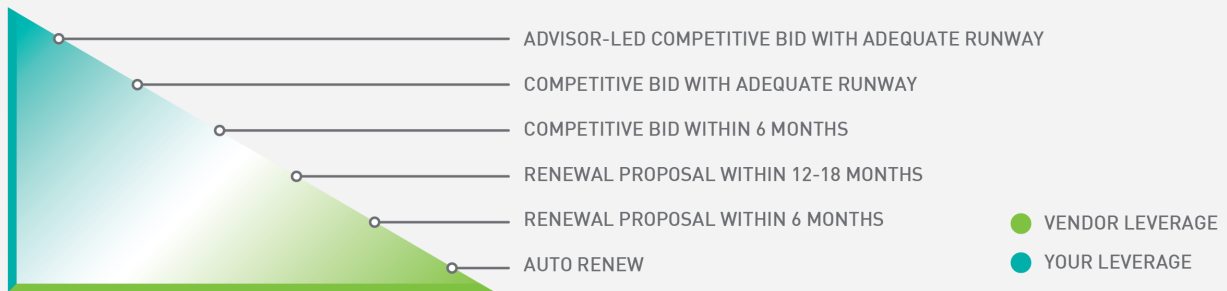 ADVISOR-LED COMPETITIVE BID WITH ADEQUATE RUNWAY
COMPETITIVE BID WITH ADEQUATE RUNWAY
COMPETITIVE BID WITHIN 6 MONTHS
RENEWAL PROPOSAL WITHIN 12-18 MONTHS
RENEWAL PROPOSAL WITHIN 6 MONTHS
AUTO RENEW
VENDOR LEVERAGE
YOUR LEVERAGE